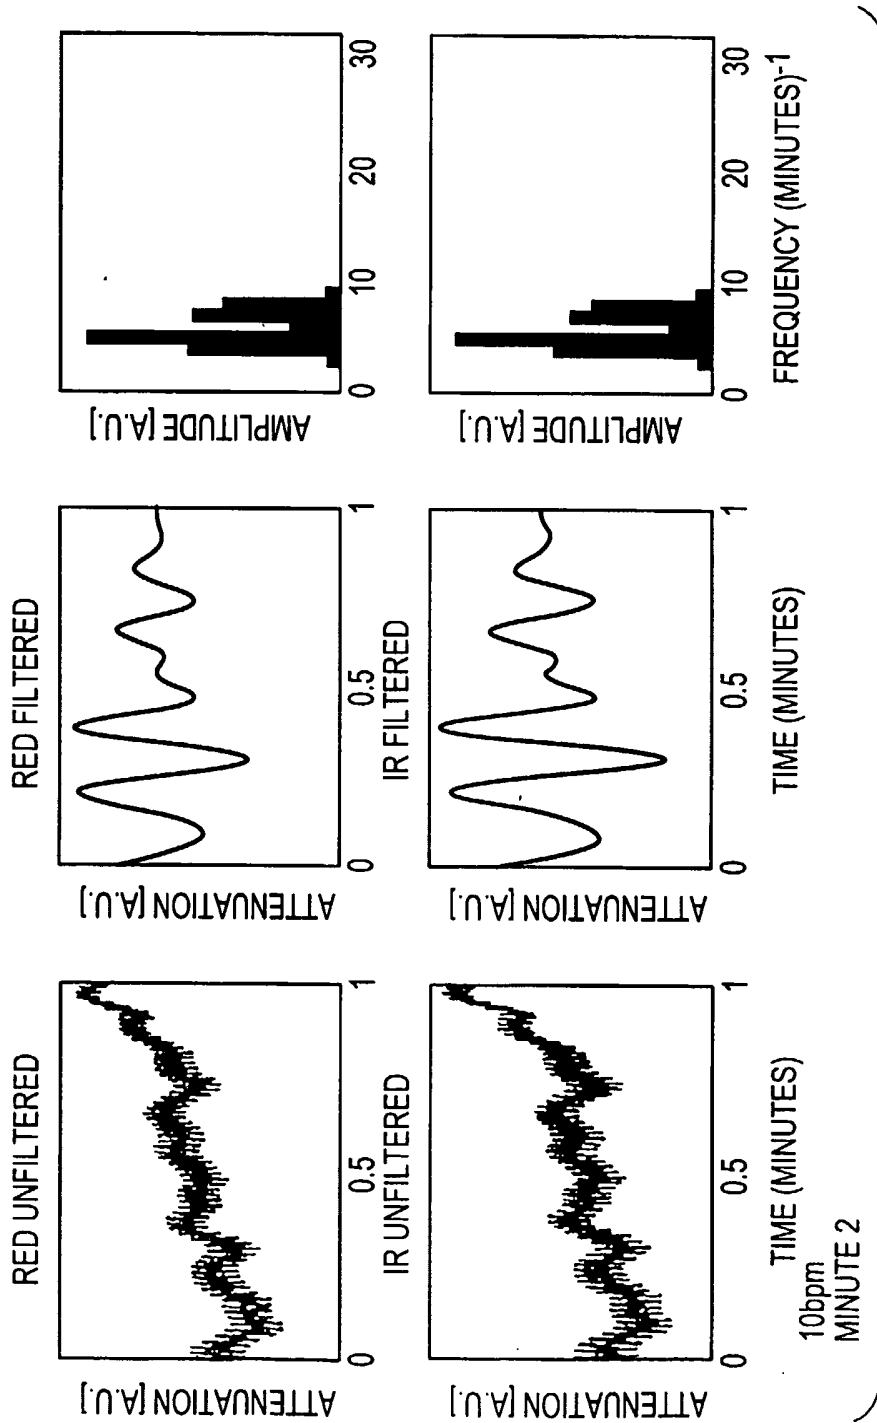 RED UNFILTERED
RED FILTERED
ATTENUATION [A.U.]
ATTENUATION [A.U.]
AMPLITUDE [A.U.]
0 0.5 1
0 0.5 1
0 10 20 30
IR UNFILTERED
IR FILTERED
ATTENUATION [A.U.]
ATTENUATION [A.U.]
AMPLITUDE [A.U.]
0 0.5 1
0 0.5 1
0 10 20 30
TIME (MINUTES)
TIME (MINUTES)
FREQUENCY (MINUTES)-1
10bpm
MINUTE 2